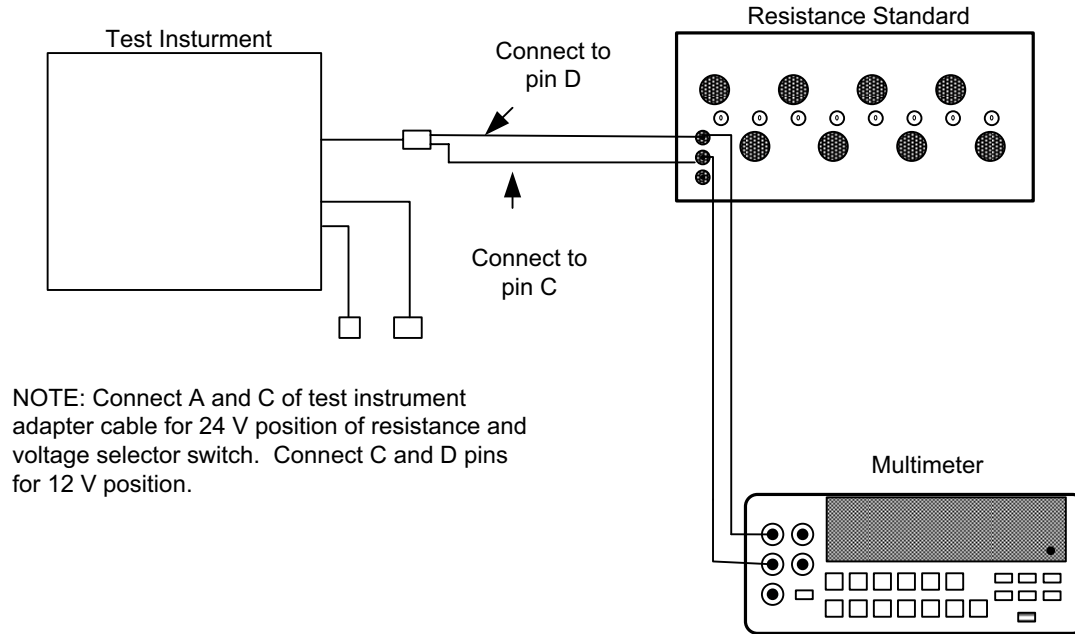 Resistance Standard
Test Insturment
Connect to
pin D
Connect to
pin C
NOTE: Connect A and C of test instrument
adapter cable for 24 V position of resistance and
voltage selector switch.  Connect C and D pins
for 12 V position.
Multimeter